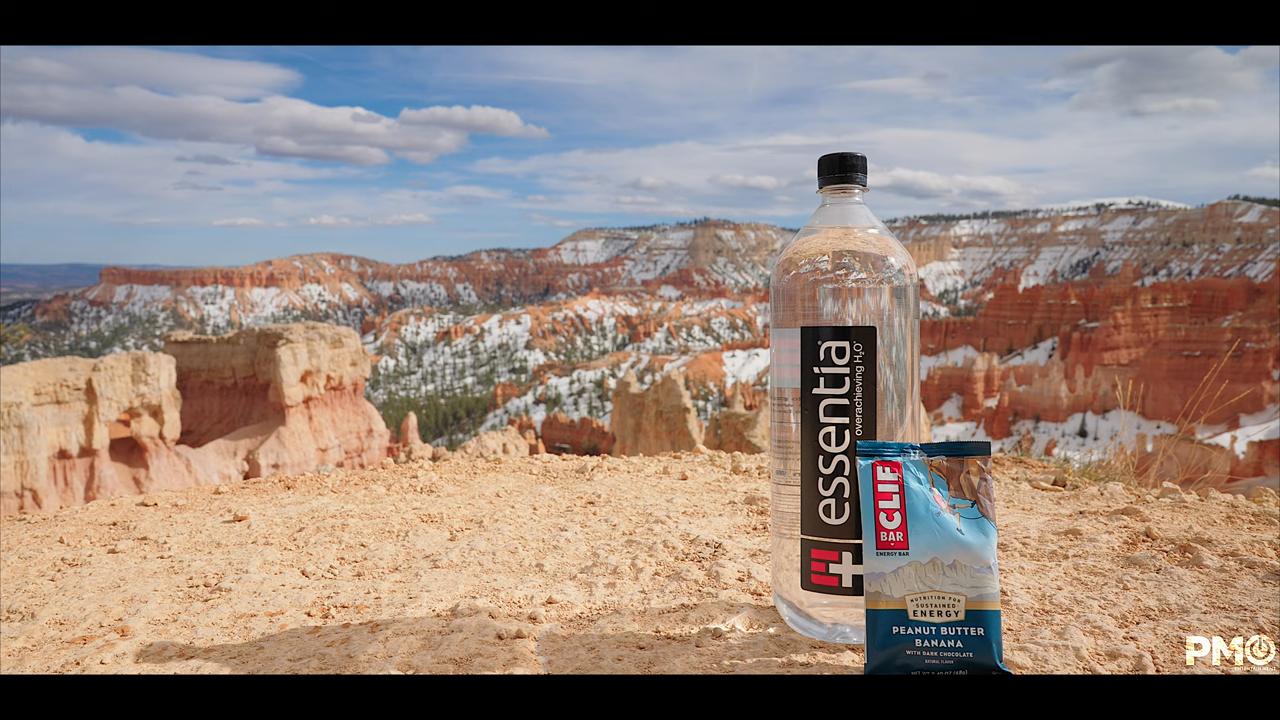 essentia
overachieving H₂O
CLIF
BAR
ENERGY BAR
NUTRITION FOR
SUSTAINED
ENERGY
PEANUT BUTTER
BANANA
WITH DARK CHOCOLATE
NATURAL FLAVOR
PMO
ENTERTAINMENT